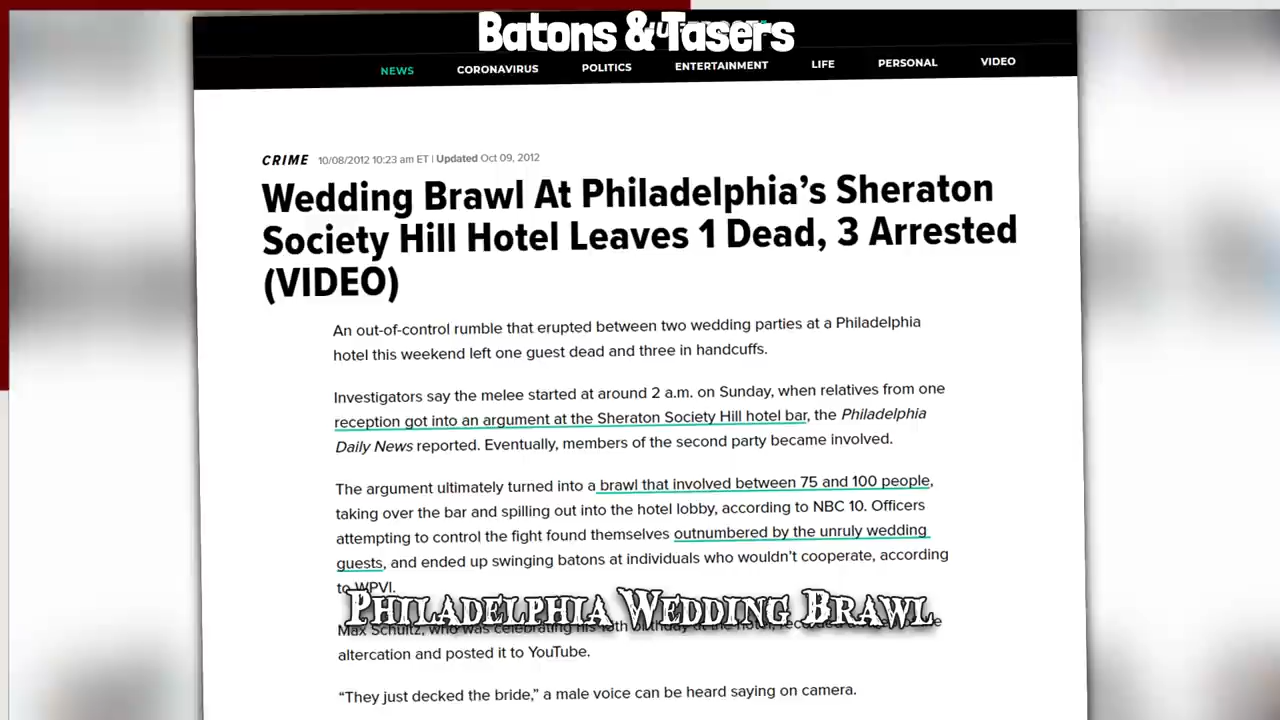 Batons & Tasers
NEWS CORONAVIRUS POLITICS ENTERTAINMENT LIFE PERSONAL VIDEO
CRIME 10/08/2012 10:23 am ET | Updated Oct 09, 2012
Wedding Brawl At Philadelphia's Sheraton
Society Hill Hotel Leaves 1 Dead, 3 Arrested
(VIDEO)
An out-of-control rumble that erupted between two wedding parties at a Philadelphia
hotel this weekend left one guest dead and three in handcuffs.
Investigators say the melee started at around 2 a.m. on Sunday, when relatives from one
reception got into an argument at the Sheraton Society Hill hotel bar, the Philadelphia
Daily News reported. Eventually, members of the second party became involved.
The argument ultimately turned into a brawl that involved between 75 and 100 people,
taking over the bar and spilling out into the hotel lobby, according to NBC 10. Officers
attempting to control the fight found themselves outnumbered by the unruly wedding
guests, and ended up swinging batons at individuals who wouldn't cooperate, according
to WPVI.
Philadelphia Wedding Brawl
Max Schultz, who was celebrating his birthday at the hotel,
altercation and posted it to YouTube.
"They just decked the bride," a male voice can be heard saying on camera.